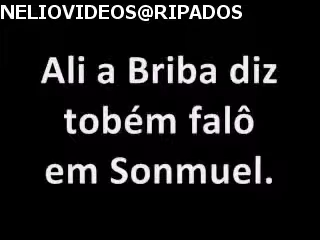 NELIOVIDEOS@RIPADOS
Ali a Briba diz
tobém falô
em Sonmuel.